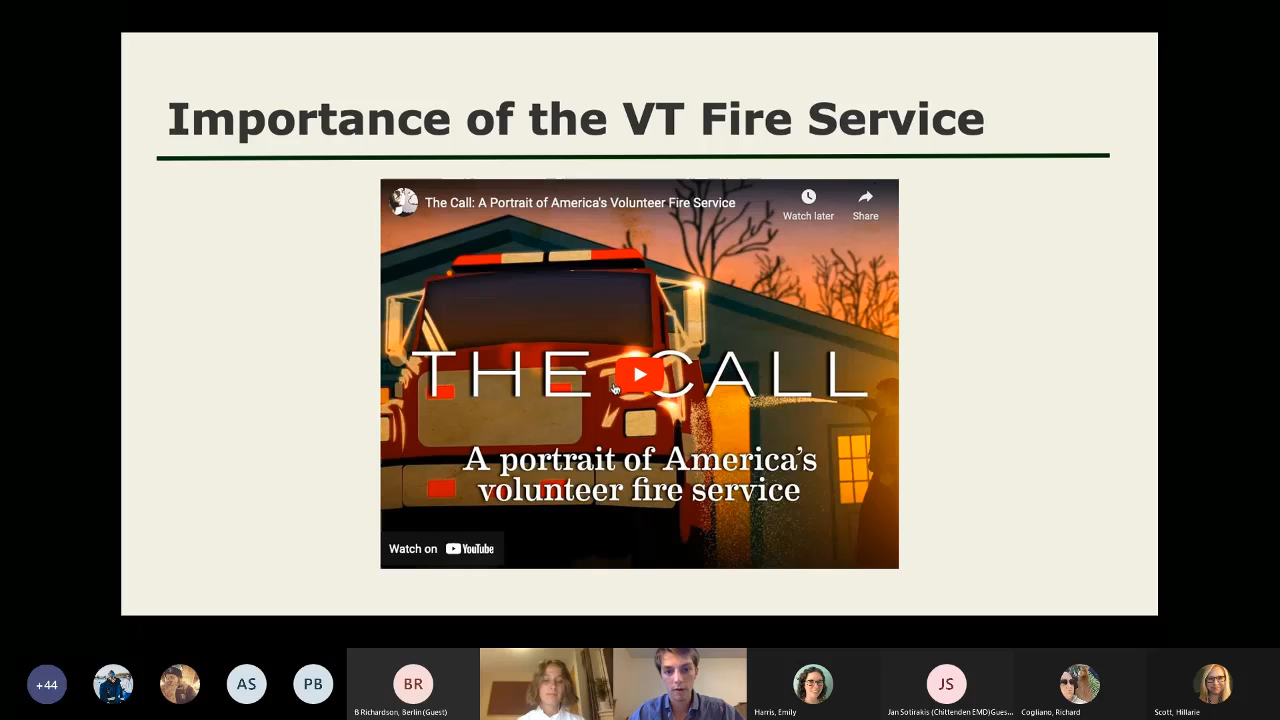 Importance of the VT Fire Service
The Call: A Portrait of America's Volunteer Fire Service
Watch later
Share
THE CALL
A portrait of America's
volunteer fire service
Watch on YouTube
+44
AS
PB
BR
B Richardson, Berlin (Guest)
Harris, Emily
JS
Jan Sotirakis (Chittenden EMD)Gues...
Cogliano, Richard
Scott, Hillarie